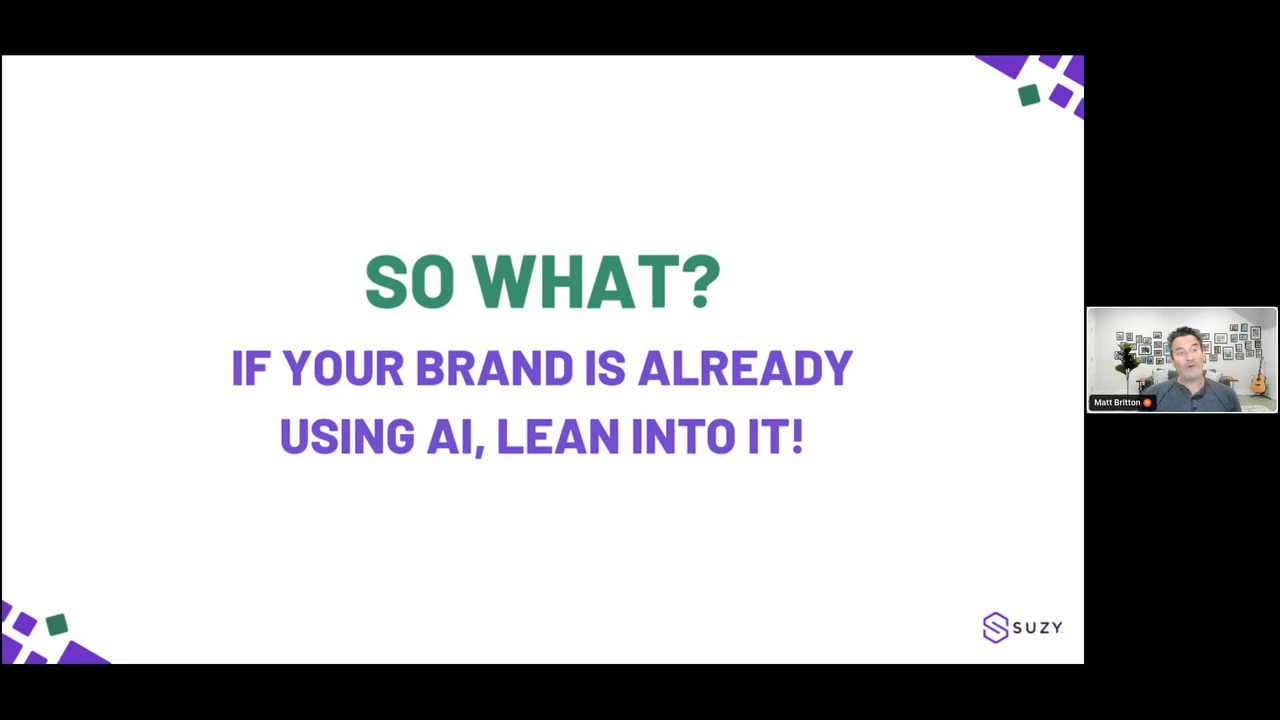 SO WHAT?
IF YOUR BRAND IS ALREADY
USING AI, LEAN INTO IT!
Matt Britton
SUZY